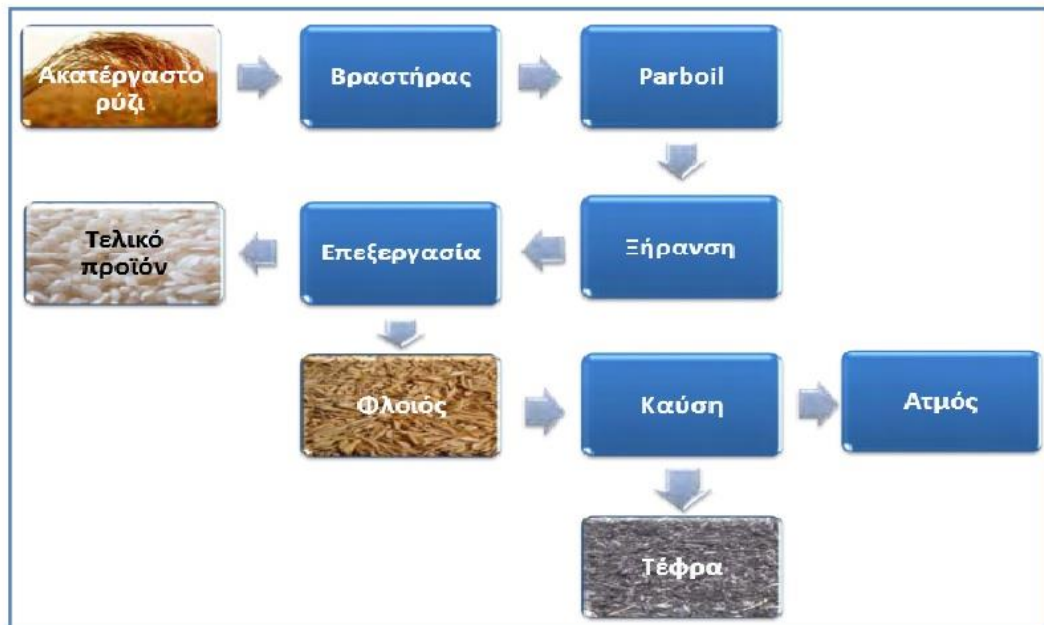 Ακατέργαστο
ρύζι
Βραστήρας
Parboil
Τελικό
προϊόν
Επεξεργασία
Ξήρανση
Φλοιός
Καύση
Ατμός
Τέφρα